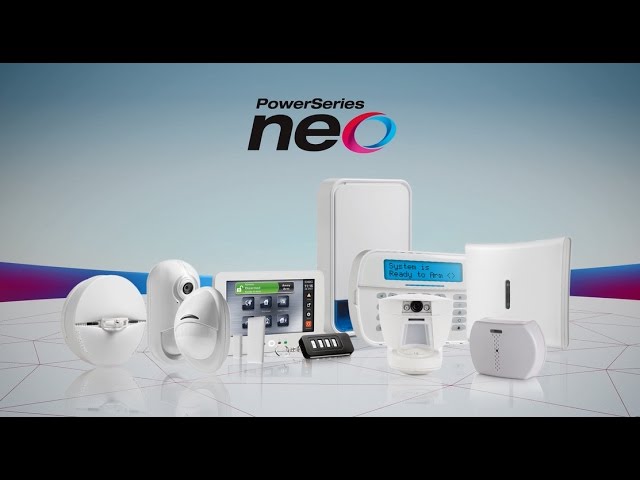 PowerSeries
neo
System is
Ready to Arm ⟨⟩